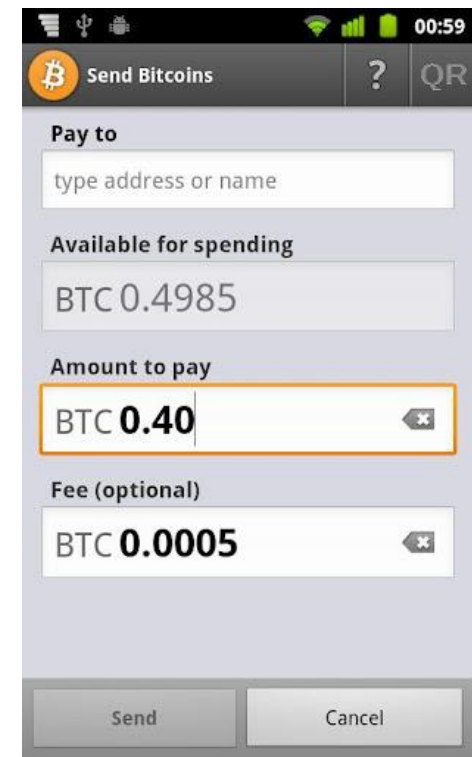 00:59
Send Bitcoins ? QR
Pay to
type address or name
Available for spending
BTC 0.4985
Amount to pay
BTC 0.40
Fee (optional)
BTC 0.0005
Send Cancel